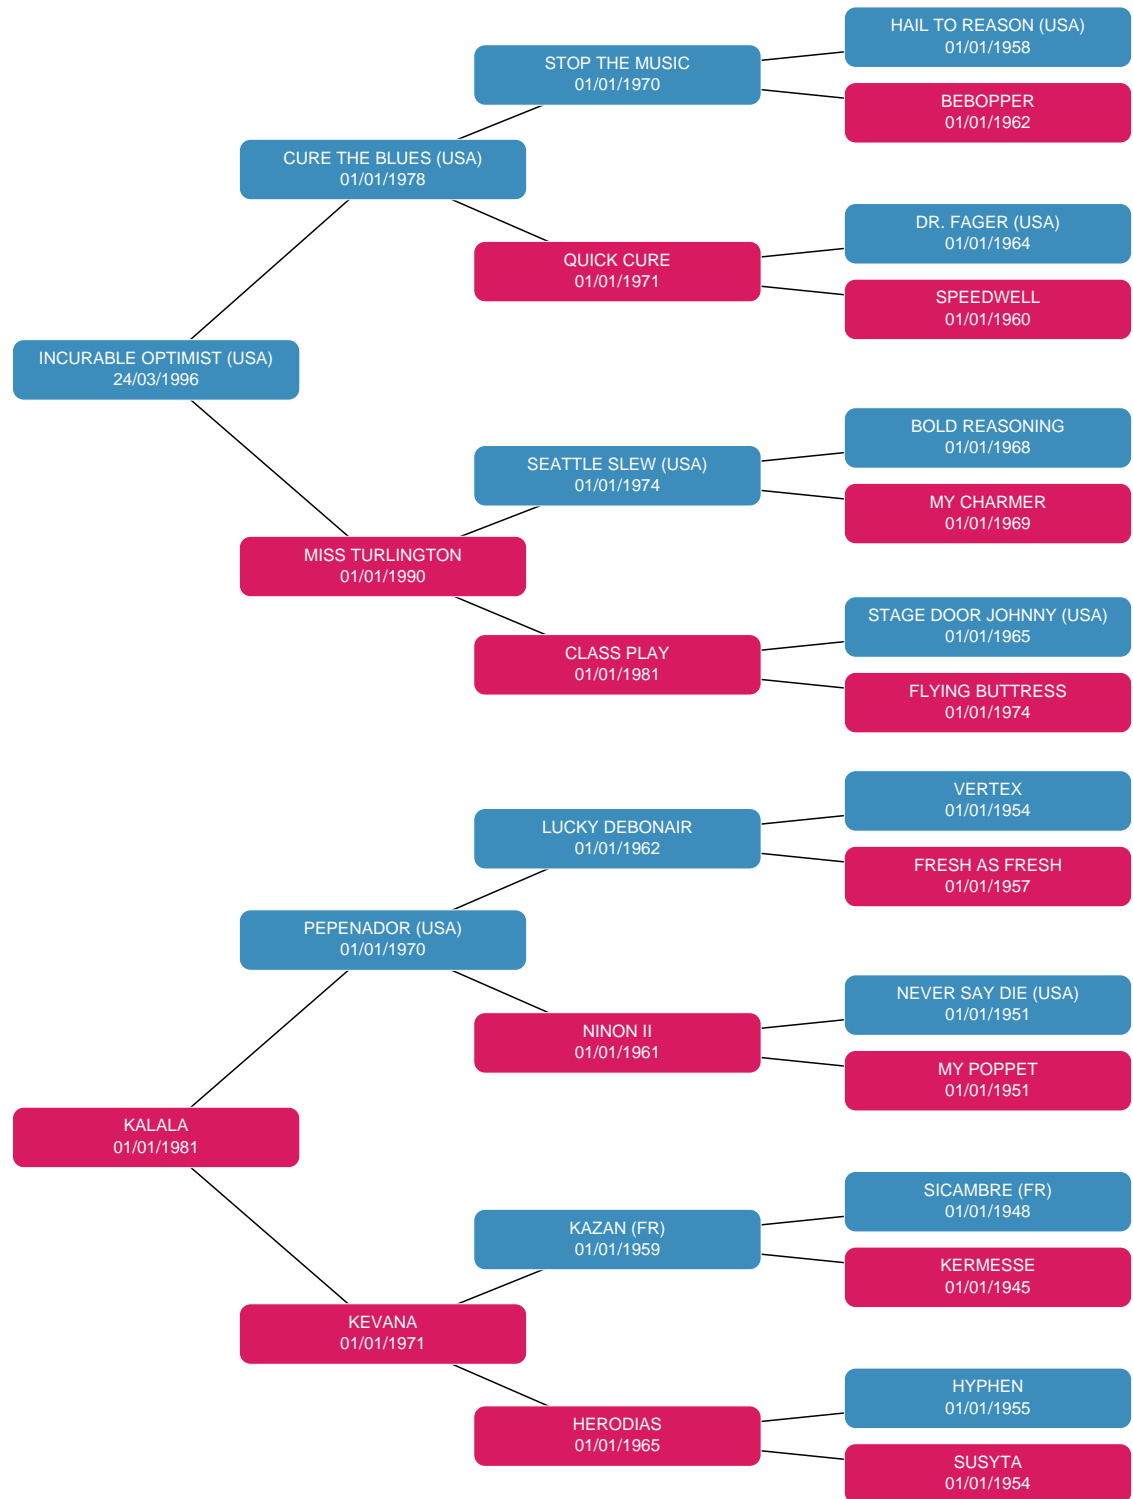 HAIL TO REASON (USA)
01/01/1958
STOP THE MUSIC
01/01/1970
BEBOPPER
01/01/1962
CURE THE BLUES (USA)
01/01/1978
DR. FAGER (USA)
01/01/1964
QUICK CURE
01/01/1971
SPEEDWELL
01/01/1960
INCURABLE OPTIMIST (USA)
24/03/1996
BOLD REASONING
01/01/1968
SEATTLE SLEW (USA)
01/01/1974
MY CHARMER
01/01/1969
MISS TURLINGTON
01/01/1990
STAGE DOOR JOHNNY (USA)
01/01/1965
CLASS PLAY
01/01/1981
FLYING BUTTRESS
01/01/1974
VERTEX
01/01/1954
LUCKY DEBONAIR
01/01/1962
FRESH AS FRESH
01/01/1957
PEPENADOR (USA)
01/01/1970
NEVER SAY DIE (USA)
01/01/1951
NINON II
01/01/1961
MY POPPET
01/01/1951
KALALA
01/01/1981
SICAMBRE (FR)
01/01/1948
KAZAN (FR)
01/01/1959
KERMESSE
01/01/1945
KEVANA
01/01/1971
HYPHEN
01/01/1955
HERODIAS
01/01/1965
SUSYTA
01/01/1954